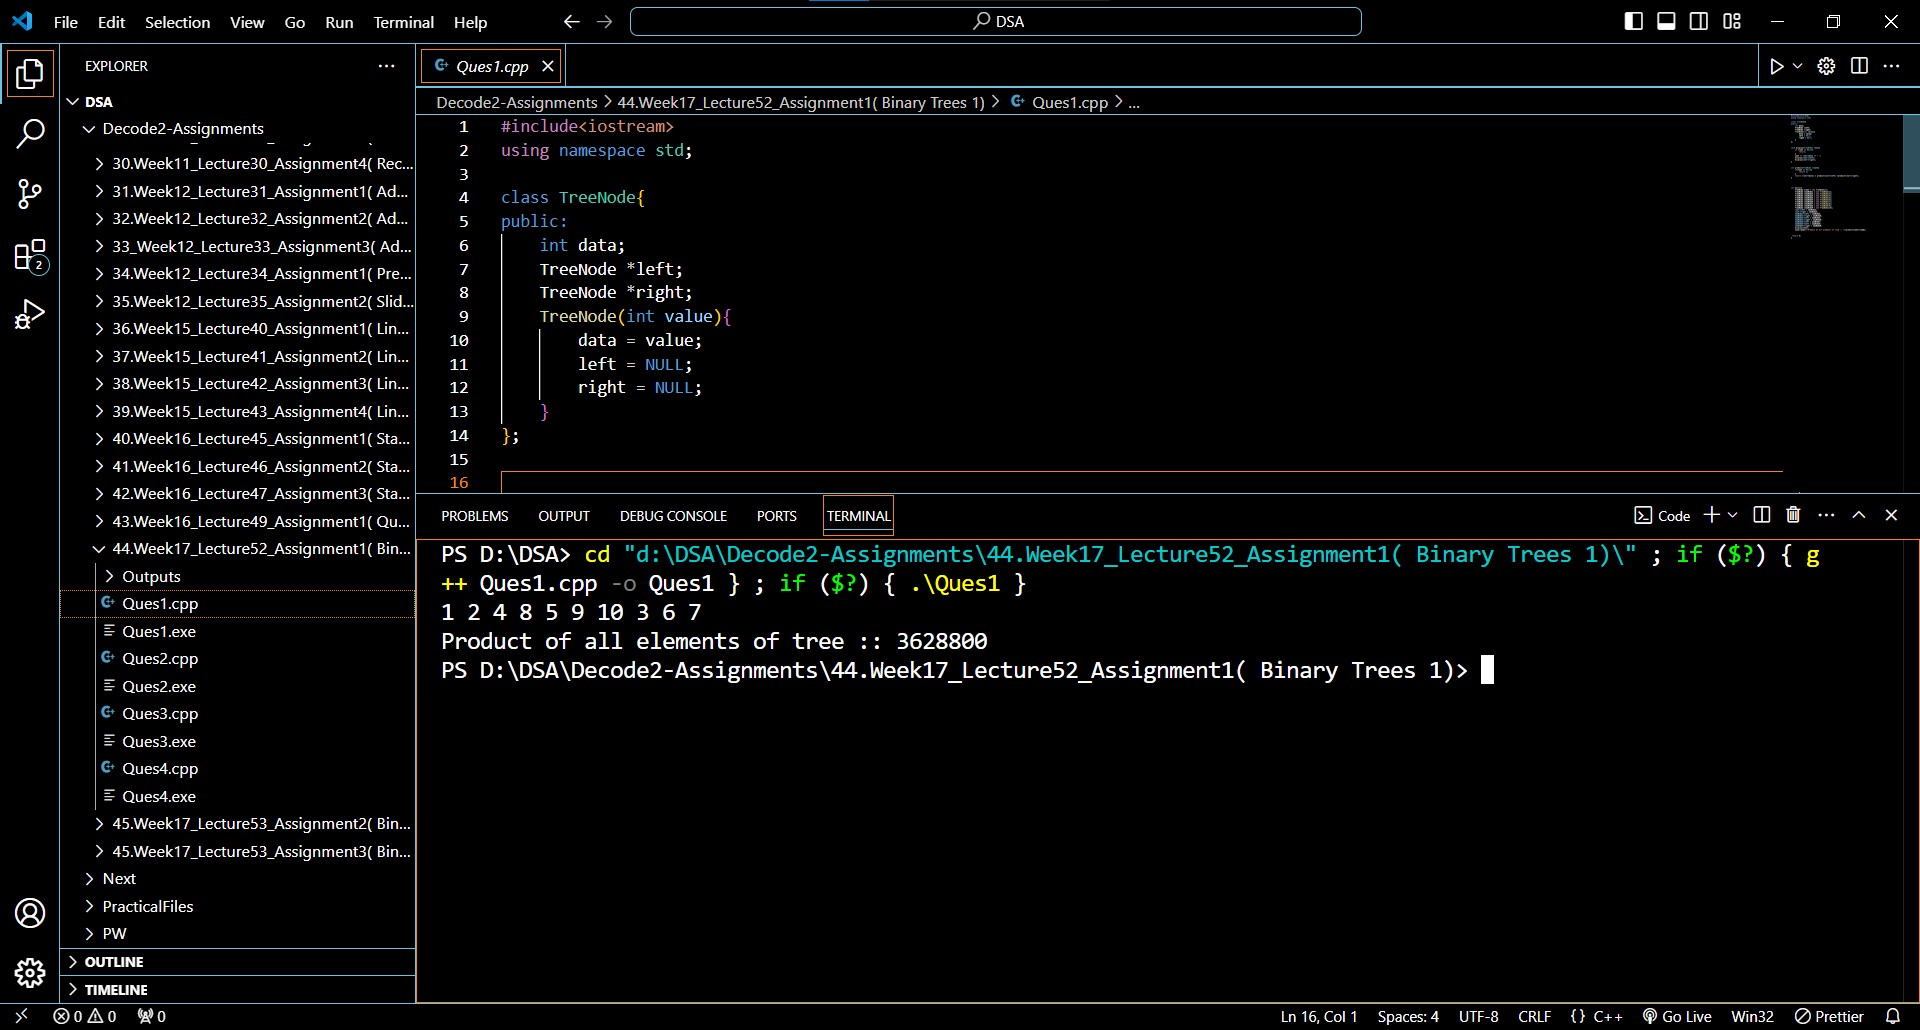 File Edit Selection View Go Run Terminal Help
DSA
EXPLORER
DSA
Decode2-Assignments
30.Week11_Lecture30_Assignment4( Rec...
31.Week12_Lecture31_Assignment1( Ad...
32.Week12_Lecture32_Assignment2( Ad...
33_Week12_Lecture33_Assignment3( Ad...
34.Week12_Lecture34_Assignment1( Pre...
35.Week12_Lecture35_Assignment2( Slid...
36.Week15_Lecture40_Assignment1( Lin...
37.Week15_Lecture41_Assignment2( Lin...
38.Week15_Lecture42_Assignment3( Lin...
39.Week15_Lecture43_Assignment4( Lin...
40.Week16_Lecture45_Assignment1( Sta...
41.Week16_Lecture46_Assignment2( Sta...
42.Week16_Lecture47_Assignment3( Sta...
43.Week16_Lecture49_Assignment1( Qu...
44.Week17_Lecture52_Assignment1( Bin...
Outputs
Ques1.cpp
Ques1.exe
Ques2.cpp
Ques2.exe
Ques3.cpp
Ques3.exe
Ques4.cpp
Ques4.exe
45.Week17_Lecture53_Assignment2( Bin...
45.Week17_Lecture53_Assignment3( Bin...
Next
PracticalFiles
PW
OUTLINE
TIMELINE
2
Ques1.cpp
Decode2-Assignments > 44.Week17_Lecture52_Assignment1( Binary Trees 1) > Ques1.cpp > ...
1 #include<iostream>
2 using namespace std;
3
4 class TreeNode{
5 public:
6 int data;
7 TreeNode *left;
8 TreeNode *right;
9 TreeNode(int value){
10 data = value;
11 left = NULL;
12 right = NULL;
13 }
14 };
15
16
PROBLEMS OUTPUT DEBUG CONSOLE PORTS TERMINAL
Code
PS D:\DSA> cd "d:\DSA\Decode2-Assignments\44.Week17_Lecture52_Assignment1( Binary Trees 1)\" ; if ($?) { g
++ Ques1.cpp -o Ques1 } ; if ($?) { .\Ques1 }
1 2 4 8 5 9 10 3 6 7
Product of all elements of tree :: 3628800
PS D:\DSA\Decode2-Assignments\44.Week17_Lecture52_Assignment1( Binary Trees 1)>
0 0 0
Ln 16, Col 1 Spaces: 4 UTF-8 CRLF {} C++ Go Live Win32 Prettier